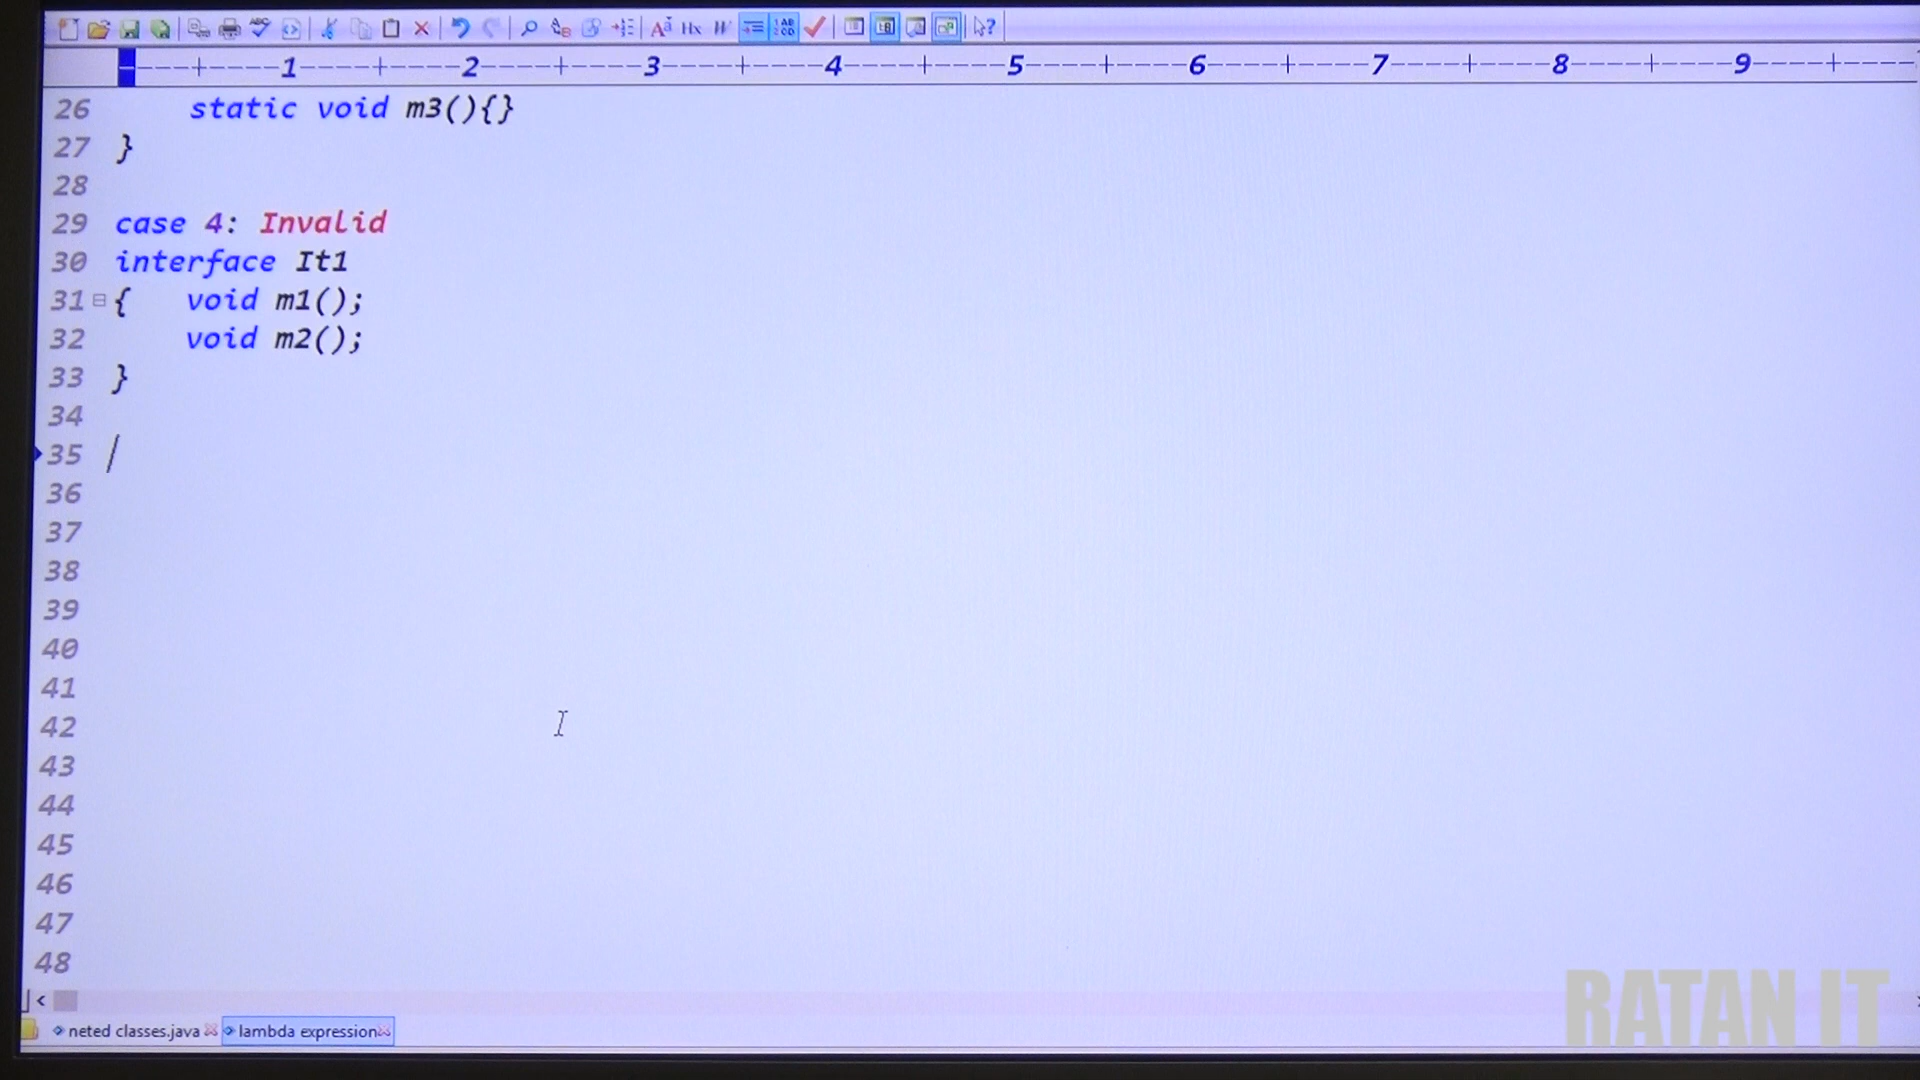 ----+----1----+----2----+----3----+----4----+----5----+----6----+----7----+----8----+----9----+----
26 static void m3(){}
27 }
28
29 case 4: Invalid
30 interface It1
31 { void m1();
32 void m2();
33 }
34
35
36
37
38
39
40
41
42
43
44
45
46
47
48
neted classes.java lambda expression
RATAN IT